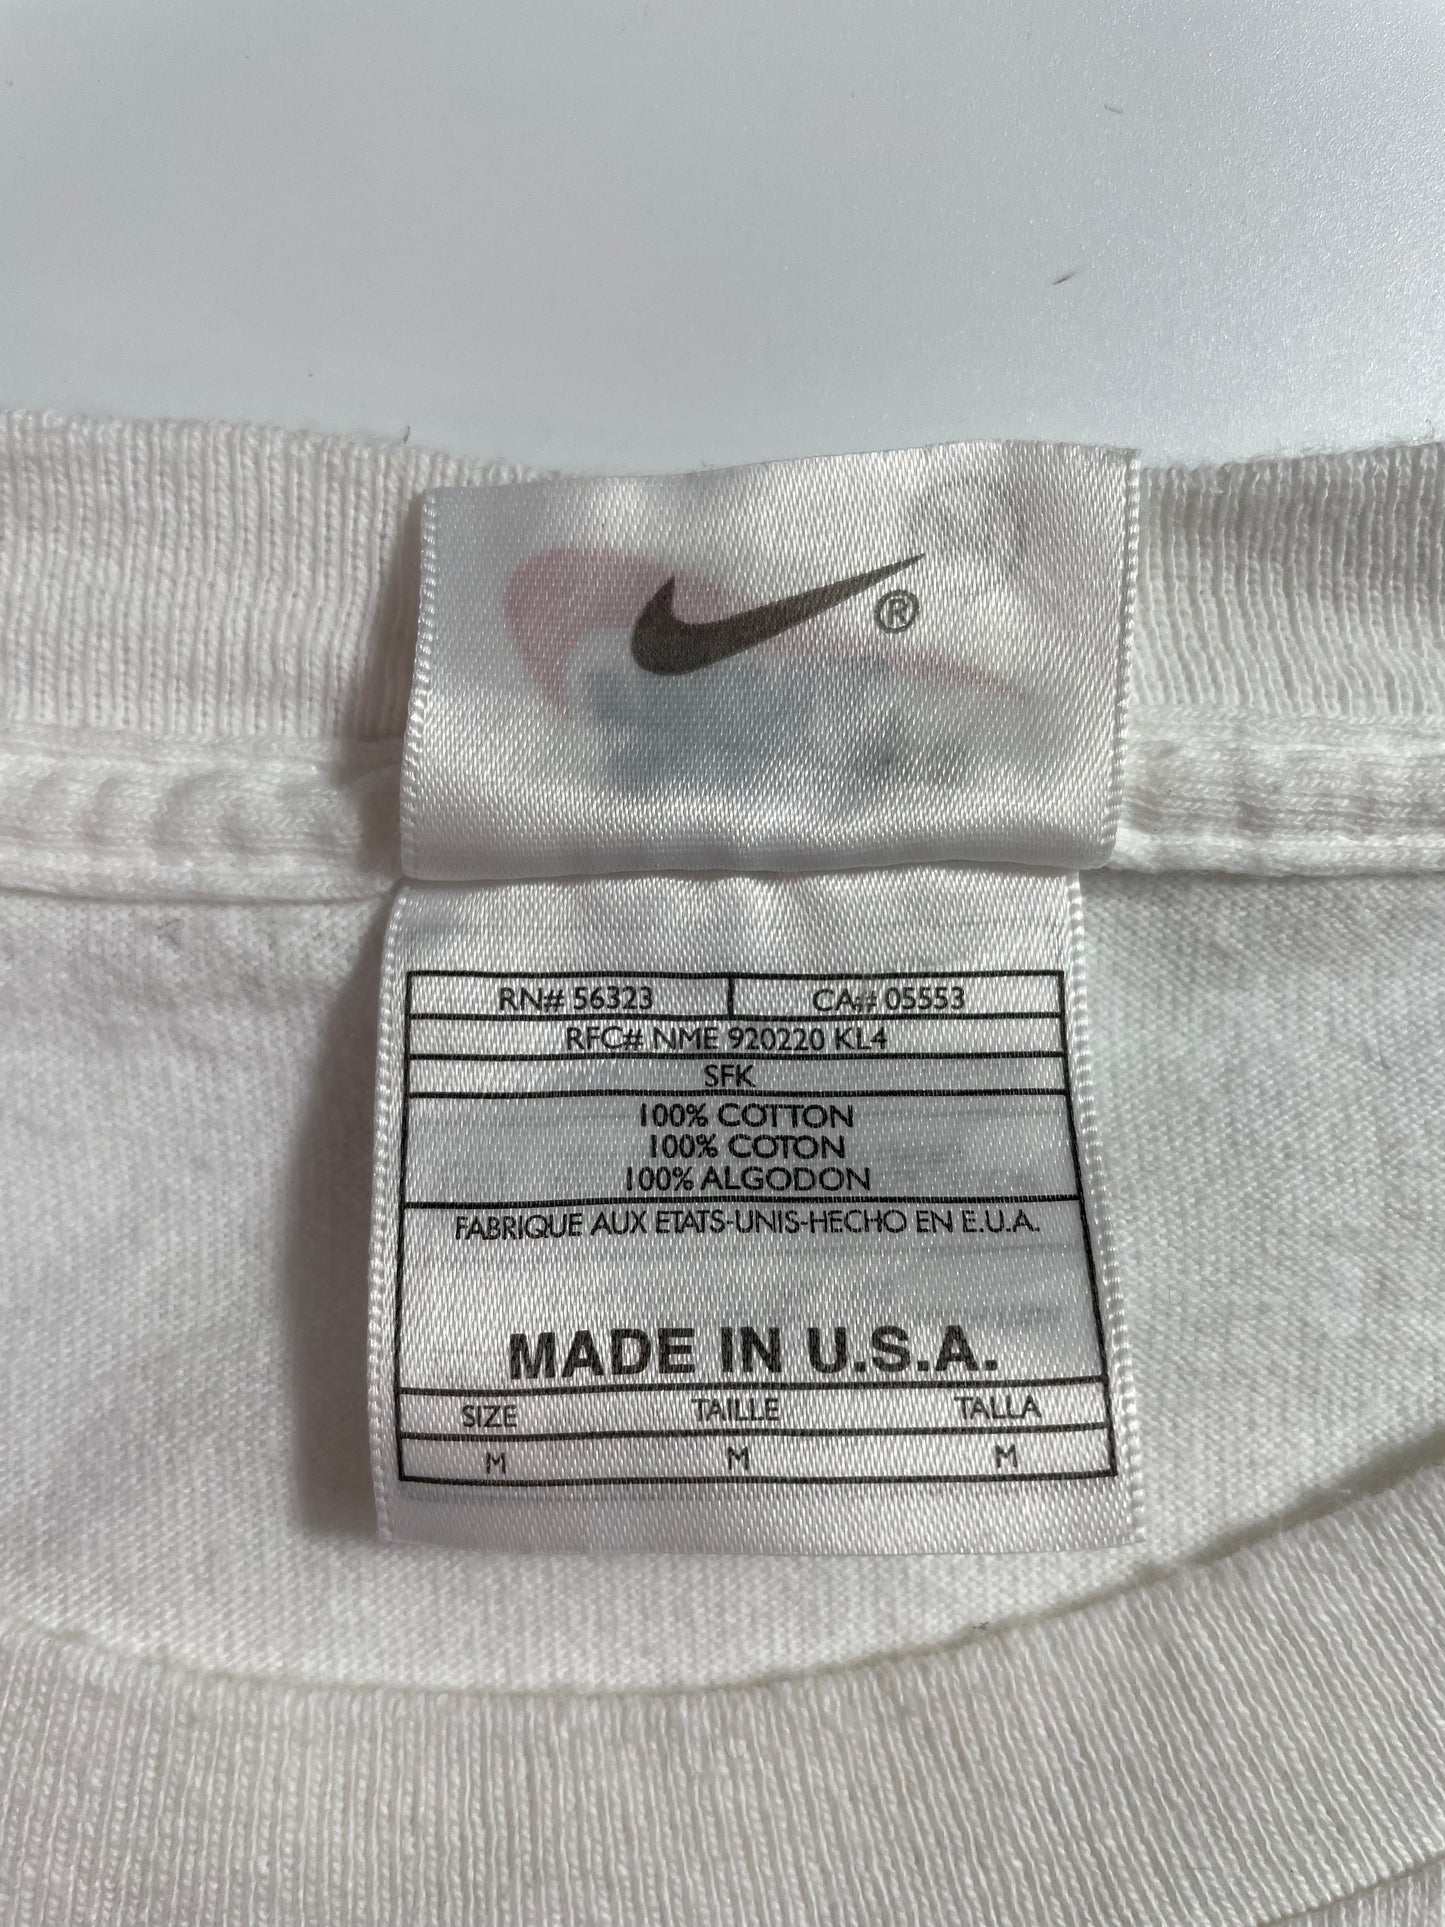 ®
RN# 56323 CA# 05553
RFC# NME 920220 KL4
SFK
100% COTTON
100% COTON
100% ALGODON
FABRIQUE AUX ETATS-UNIS-HECHO EN E.U.A.
MADE IN U.S.A.
SIZE TAILLE TALLA
M M M